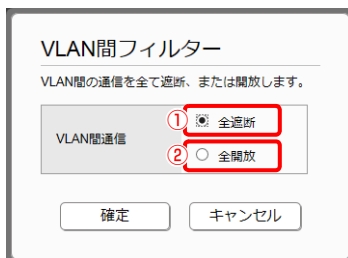 VLAN間フィルター
VLAN間の通信を全て遮断、または開放します。
VLAN間通信
① 全遮断
② 全開放
確定 キャンセル